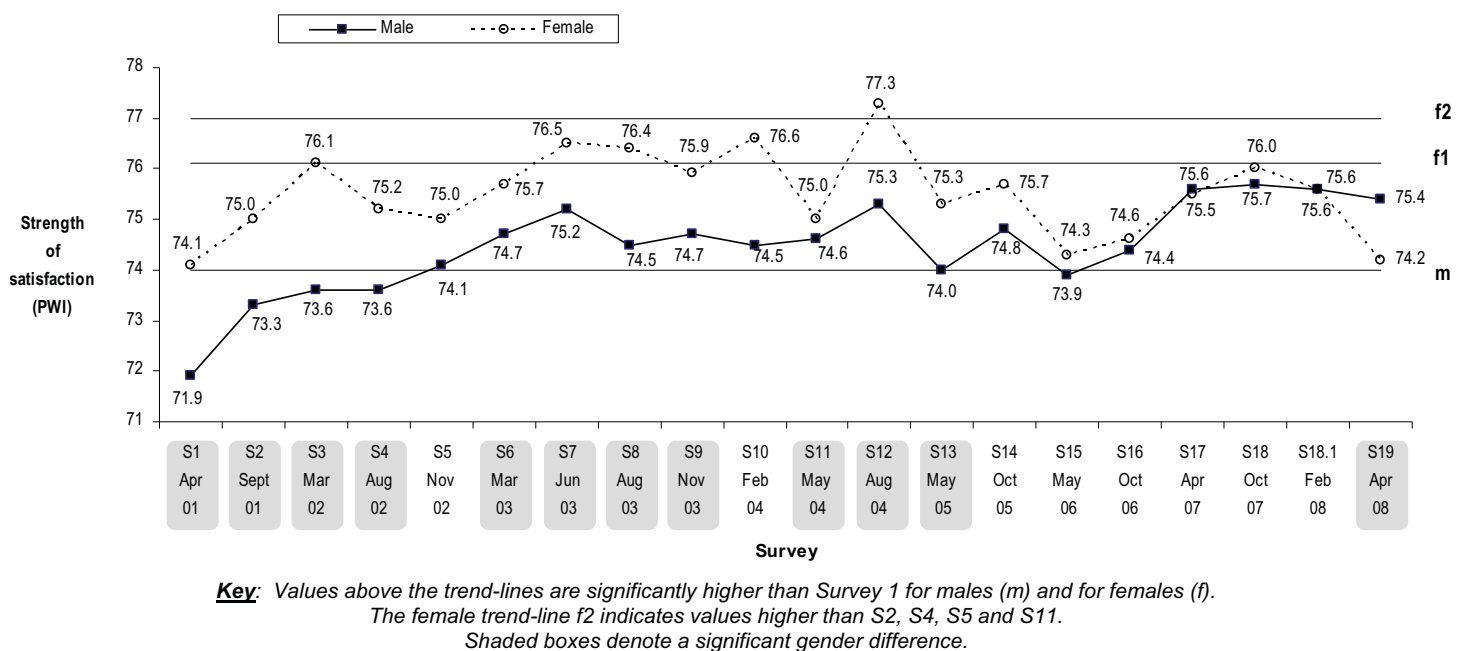 Male Female
78
77.3
f2
77
76.5 76.4 76.6
76.1
f1
76
75.9 76.0
75.7 75.7 75.6 75.6
75.2 75.3 75.3 75.4
75.0 75.0 75.0
75
75.2 74.8 75.5 75.7 75.6
74.7 74.5 74.7 74.5 74.6 74.3 74.6 74.4
74.1 74.2
74
m
74.1 74.0 73.9
73.3 73.6 73.6
73
72
71.9
71
Strength
of
satisfaction
(PWI)
S1 S2 S3 S4 S5 S6 S7 S8 S9 S10 S11 S12 S13 S14 S15 S16 S17 S18 S18.1 S19
Apr Sept Mar Aug Nov Mar Jun Aug Nov Feb May Aug May Oct May Oct Apr Oct Feb Apr
01 01 02 02 02 03 03 03 03 04 04 04 05 05 06 06 07 07 08 08
Survey
Key: Values above the trend-lines are significantly higher than Survey 1 for males (m) and for females (f).
The female trend-line f2 indicates values higher than S2, S4, S5 and S11.
Shaded boxes denote a significant gender difference.